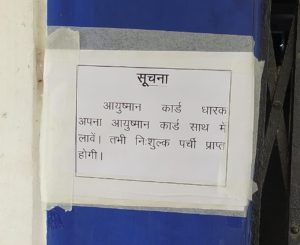 सूचना
आयुष्मान कार्ड धारक
अपना आयुष्मान कार्ड साथ में
लावें। तभी निःशुल्क पर्ची प्राप्त
होगी।